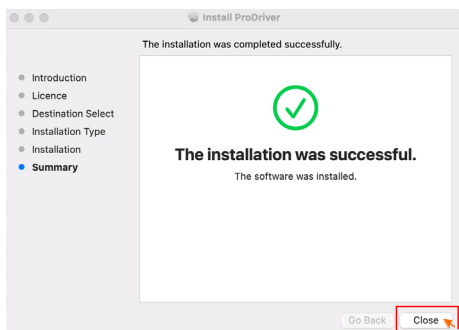 Install ProDriver
The installation was completed successfully.
Introduction
Licence
Destination Select
Installation Type
Installation
Summary
The installation was successful.
The software was installed.
Go Back
Close